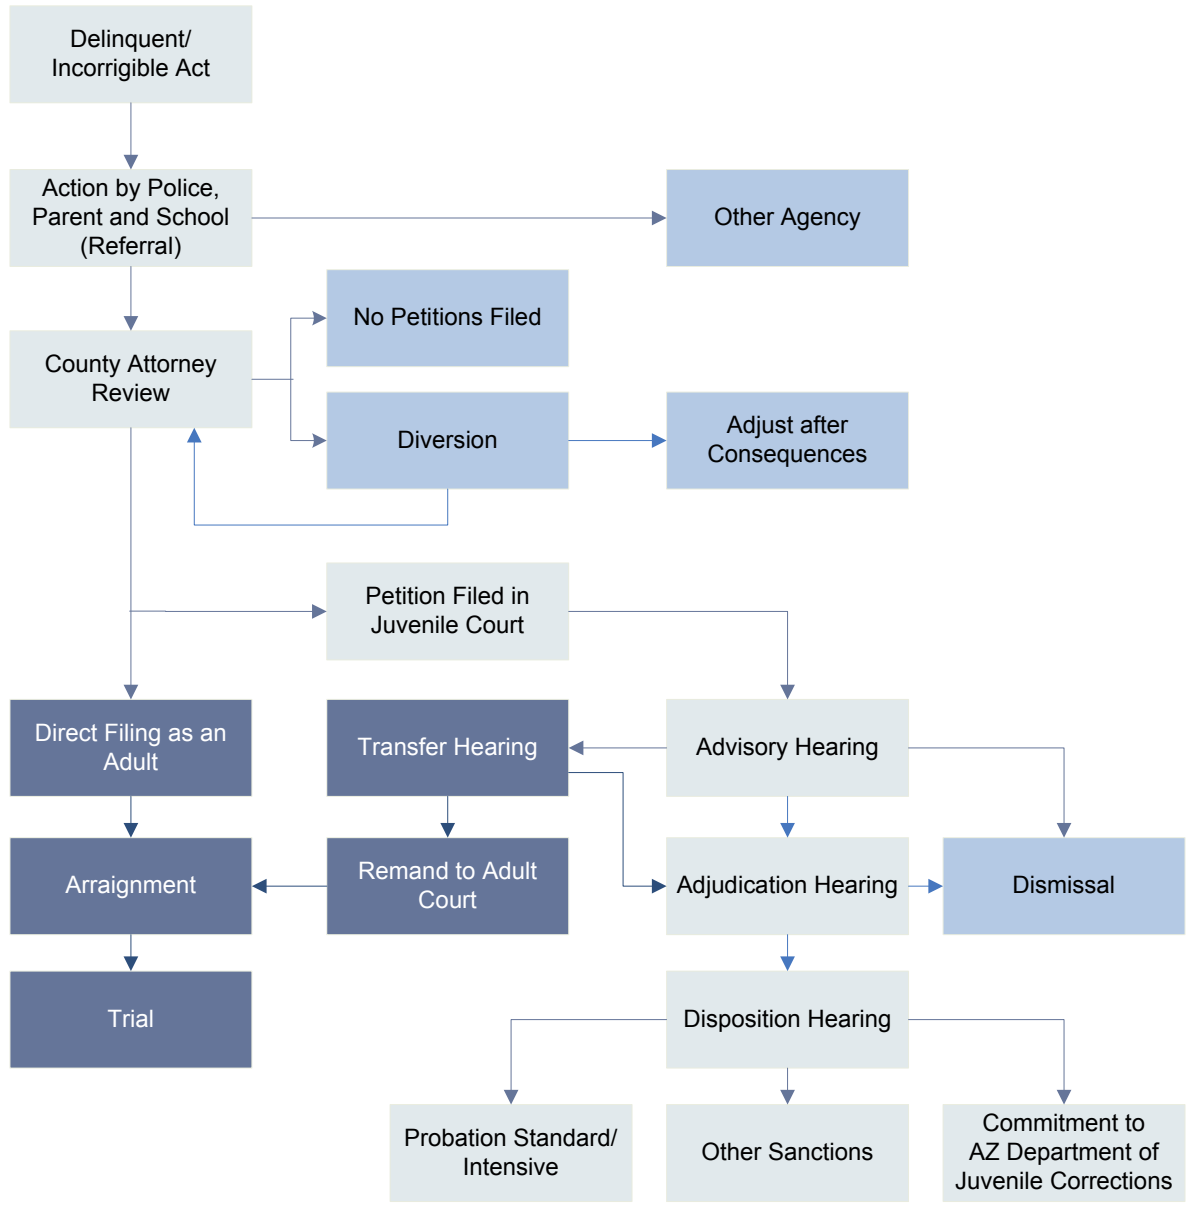 Delinquent/
Incorrigible Act
Action by Police,
Parent and School
(Referral)
Other Agency
No Petitions Filed
County Attorney
Review
Diversion
Adjust after
Consequences
Petition Filed in
Juvenile Court
Direct Filing as an
Adult
Transfer Hearing
Advisory Hearing
Arraignment
Remand to Adult
Court
Adjudication Hearing
Dismissal
Trial
Disposition Hearing
Probation Standard/
Intensive
Other Sanctions
Commitment to
AZ Department of
Juvenile Corrections